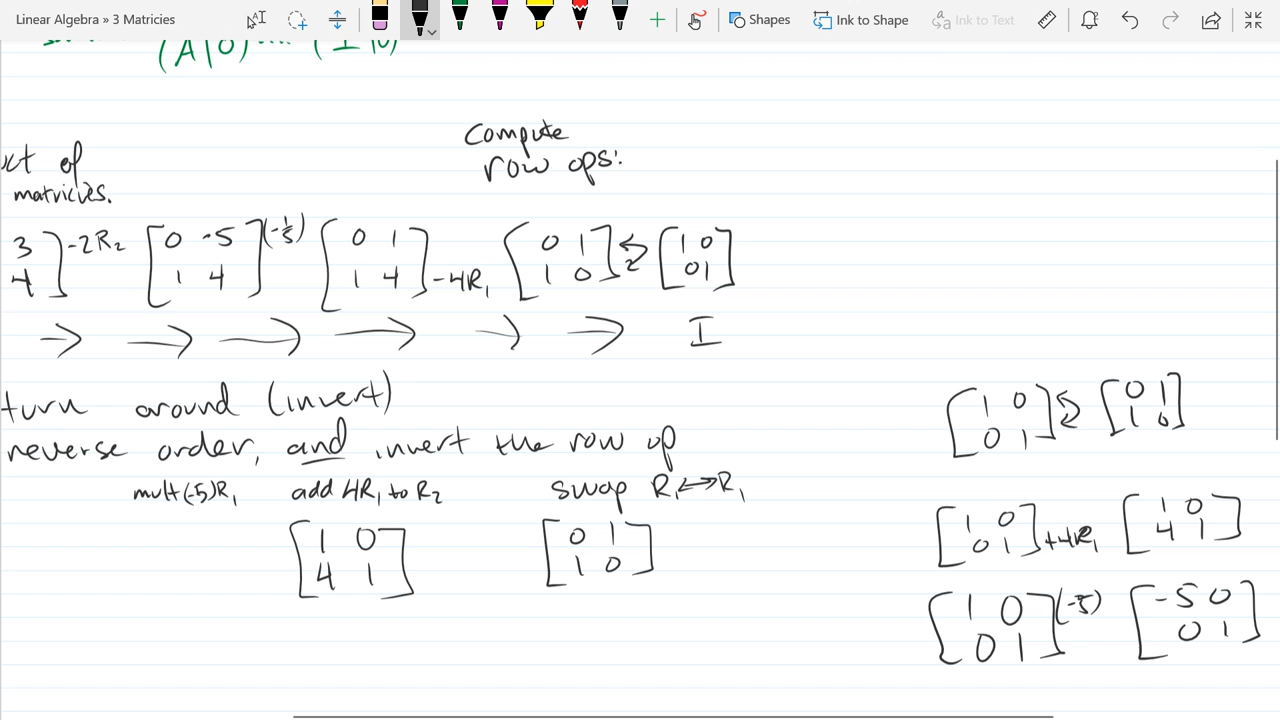 Linear Algebra » 3 Matricies
Shapes
Ink to Shape
Ink to Text
(A|0) ... (I|0)
Compute
row ops:
uct of
matricies.
3
4 ] -2R₂ [ 0 -5
1 4 ] (-1/5) [ 0 1
1 4 ] -4R₁ [ 0 1
1 0 ] ↔ [ 1 0
0 1 ]
→ → → → → → I
turn around (invert)
reverse order, and invert the row op
mult (-5)R₁ add 4R₁ to R₂ swap R₁↔R₁
[ 1 0
4 1 ]
[ 0 1
1 0 ]
[ 1 0
0 1 ] ↔ [ 0 1
1 0 ]
[ 1 0
0 1 ] +4R₁ [ 1 0
4 1 ]
[ 1 0
0 1 ] (-5) [ -5 0
0 1 ]